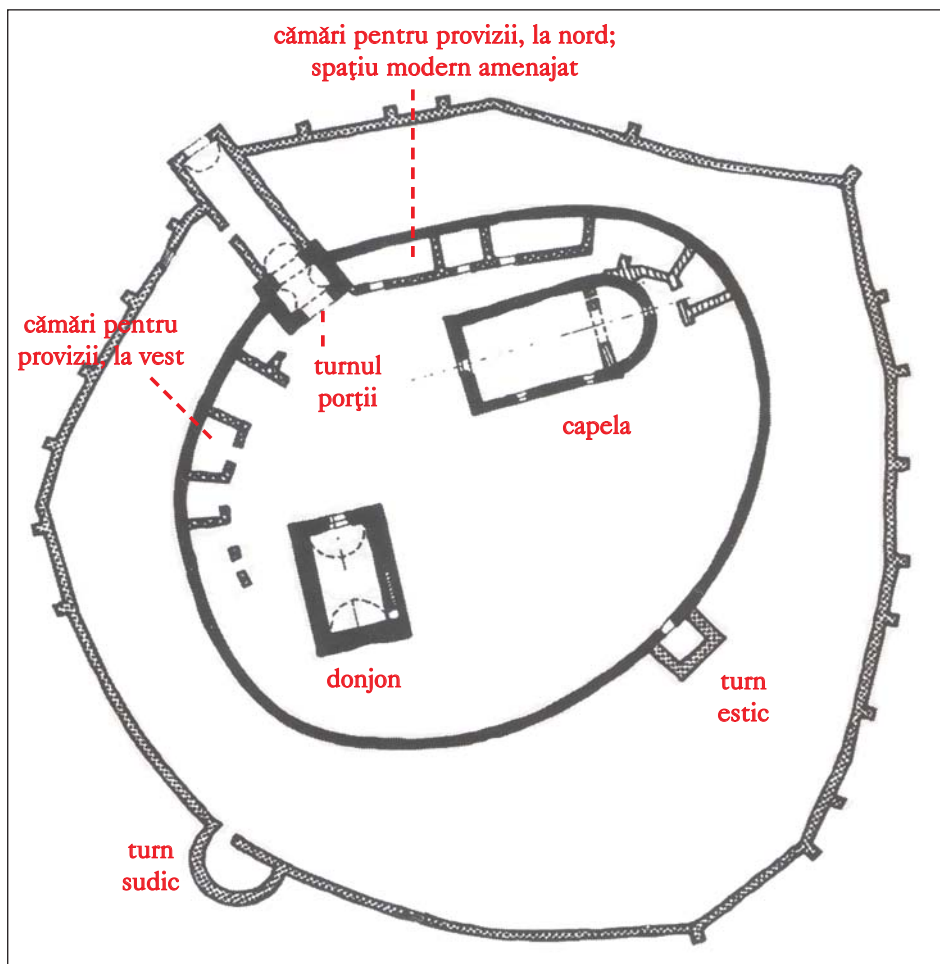 cămări pentru provizii, la nord;
spaţiu modern amenajat
cămări pentru
provizii, la vest
turnul
porţii
capela
donjon
turn
estic
turn
sudic